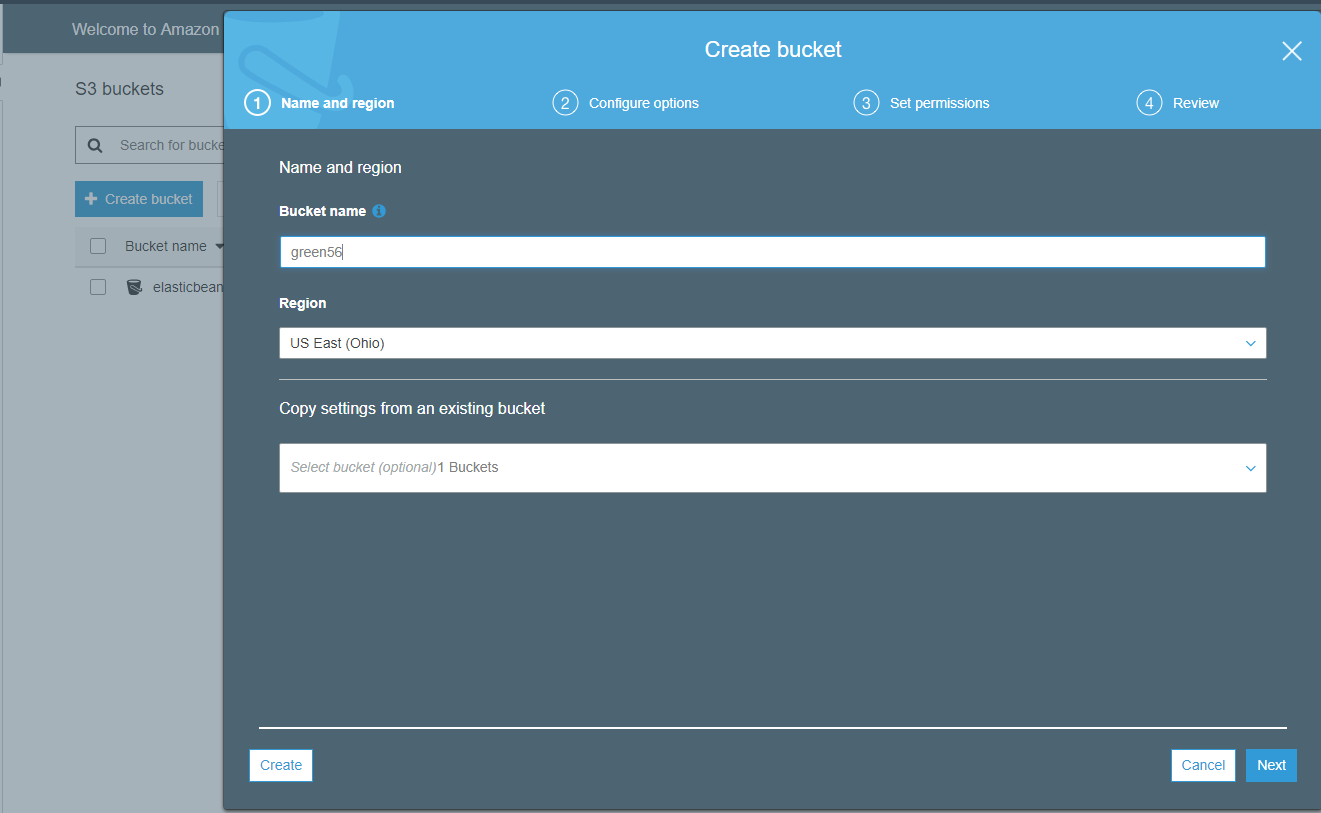 Welcome to Amazon
Create bucket
1 Name and region
2 Configure options
3 Set permissions
4 Review
S3 buckets
Search for bucke
Create bucket
Bucket name
elasticbean
Name and region
Bucket name
green56
Region
US East (Ohio)
Copy settings from an existing bucket
Select bucket (optional)1 Buckets
Create
Cancel
Next